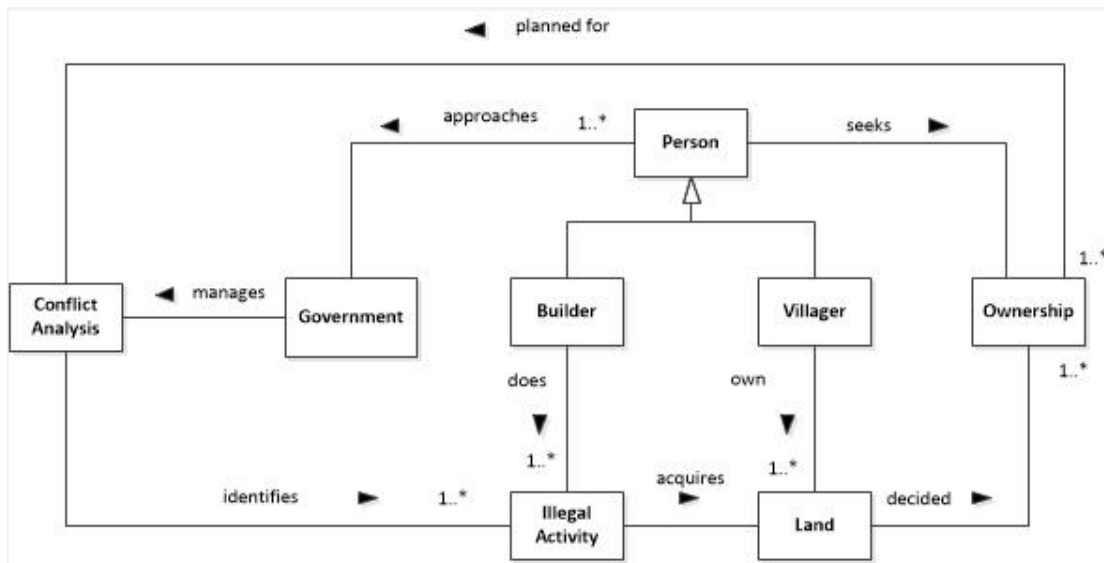 planned for
approaches
1..*
Person
seeks
1..*
manages
Conflict
Analysis
Government
Builder
Villager
Ownership
1..*
does
own
1..*
1..*
identifies
1..*
acquires
decided
Illegal
Activity
Land